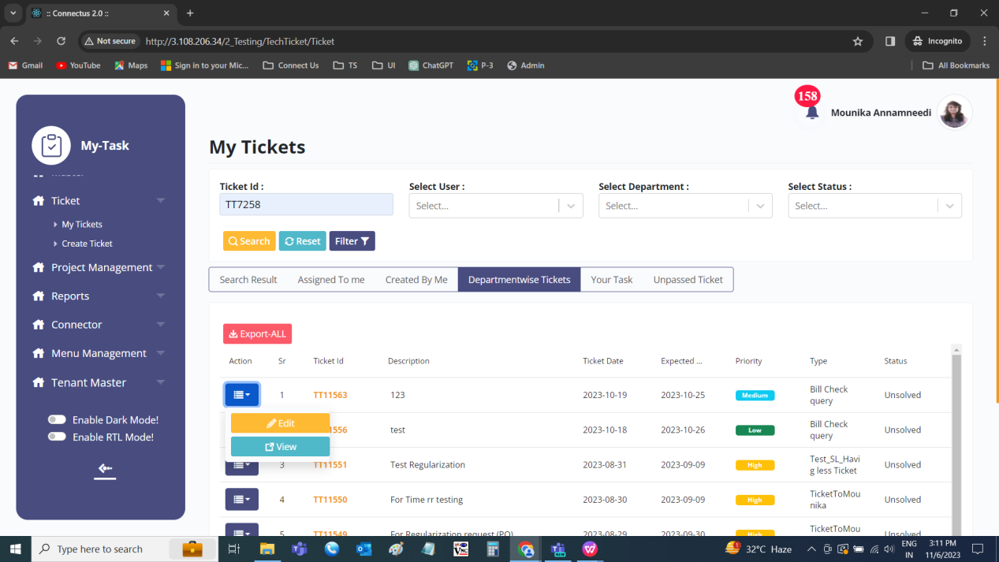 :: Connectus 2.0 ::
Not secure
http://3.108.206.34/2_Testing/TechTicket/Ticket
Incognito
Gmail
YouTube
Maps
Sign in to your Mic...
Connect Us
TS
UI
ChatGPT
P-3
Admin
All Bookmarks
My-Task
Master
Ticket
My Tickets
Create Ticket
Project Management
Reports
Connector
Menu Management
Tenant Master
Enable Dark Mode!
Enable RTL Mode!
158
Mounika Annamneedi
My Tickets
Ticket Id :
Select User :
Select Department :
Select Status :
TT7258
Select...
Select...
Select...
Search
Reset
Filter
Search Result
Assigned To me
Created By Me
Departmentwise Tickets
Your Task
Unpassed Ticket
Export-ALL
Action Sr Ticket Id Description Ticket Date Expected ... Priority Type Status
1 TT11563 123 2023-10-19 2023-10-25 Medium Bill Check Unsolved
query
Edit
View
1556 test 2023-10-18 2023-10-26 Low Bill Check Unsolved
query
3 TT11551 Test Regularization 2023-08-31 2023-09-09 High Test_SL_Havi Unsolved
g less Ticket
4 TT11550 For Time rr testing 2023-08-30 2023-09-09 High TicketToMou Unsolved
nika
5 TT11549 For Regularization request (PO) 2023-08-29 2023-09-30 High TicketToMou Unsolved
Type here to search
32°C Haze
ENG
IN
3:11 PM
11/6/2023